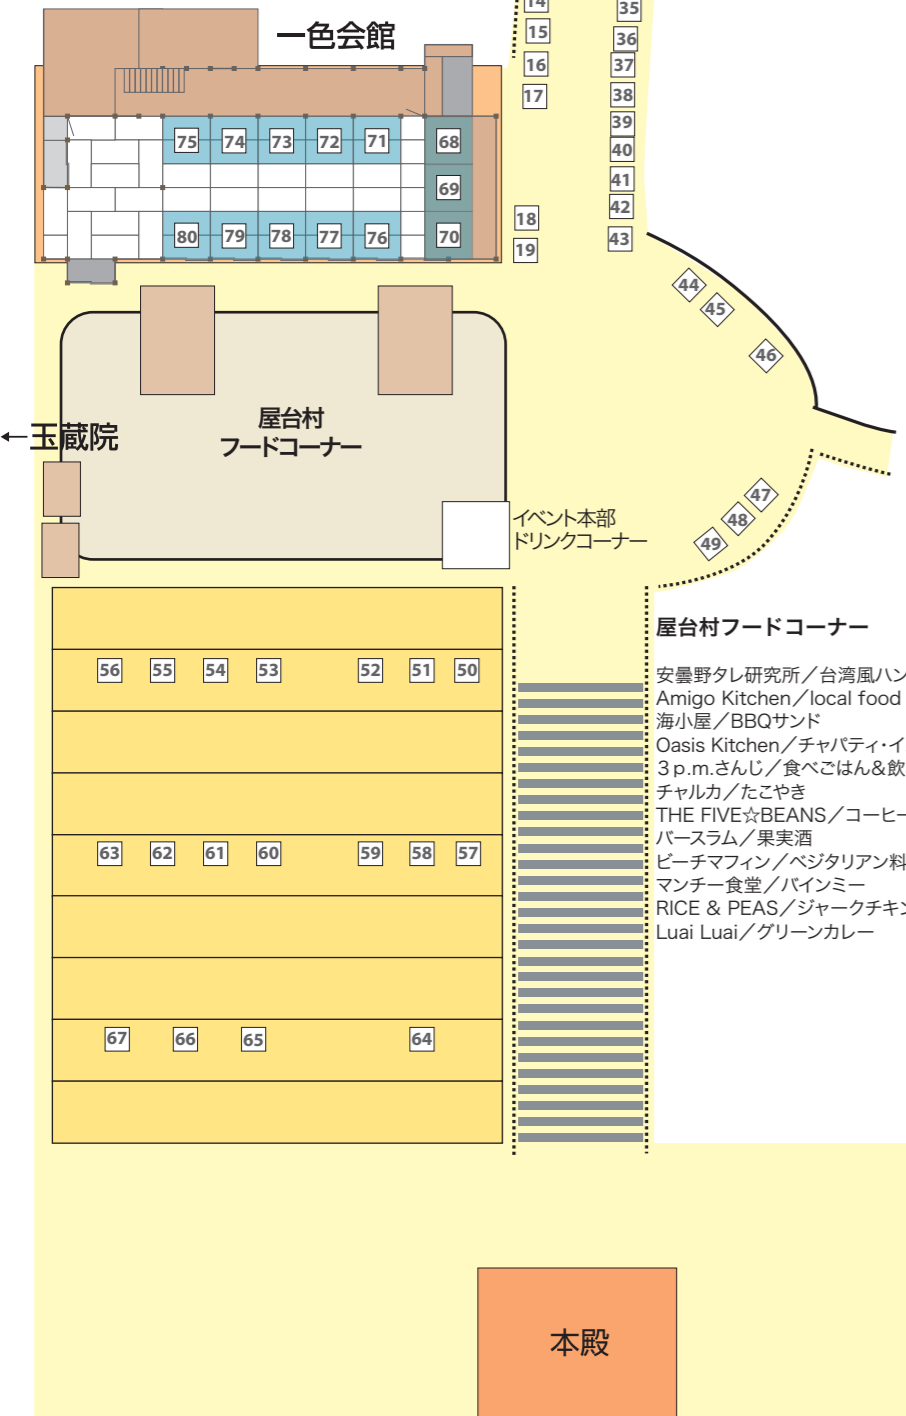 一色会館
14
35
15
36
16
37
17
38
39
40
41
42
18
43
19
75 74 73 72 71 68
69
80 79 78 77 76 70
44
45
46
屋台村
フードコーナー
←玉蔵院
47
48
49
イベント本部
ドリンクコーナー
56 55 54 53 52 51 50
63 62 61 60 59 58 57
67 66 65 64
屋台村フードコーナー
安曇野タレ研究所／台湾風ハン
Amigo Kitchen／local food
海小屋／BBQサンド
Oasis Kitchen／チャパティ・イ
3 p.m.さんじ／食べごはん&飲
チャルカ／たこやき
THE FIVE☆BEANS／コーヒー
バースラム／果実酒
ビーチマフィン／ベジタリアン料
マンチー食堂／バインミー
RICE & PEAS／ジャークチキン
Luai Luai／グリーンカレー
本殿